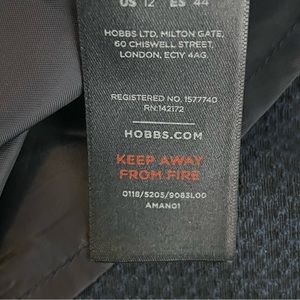 US 12 ES 44
HOBBS LTD, MILTON GATE,
60 CHISWELL STREET,
LONDON, EC1Y 4AG.
REGISTERED NO. 1577740
RN:142172
HOBBS.COM
KEEP AWAY
FROM FIRE
0118/5205/9083L00
AMAN01